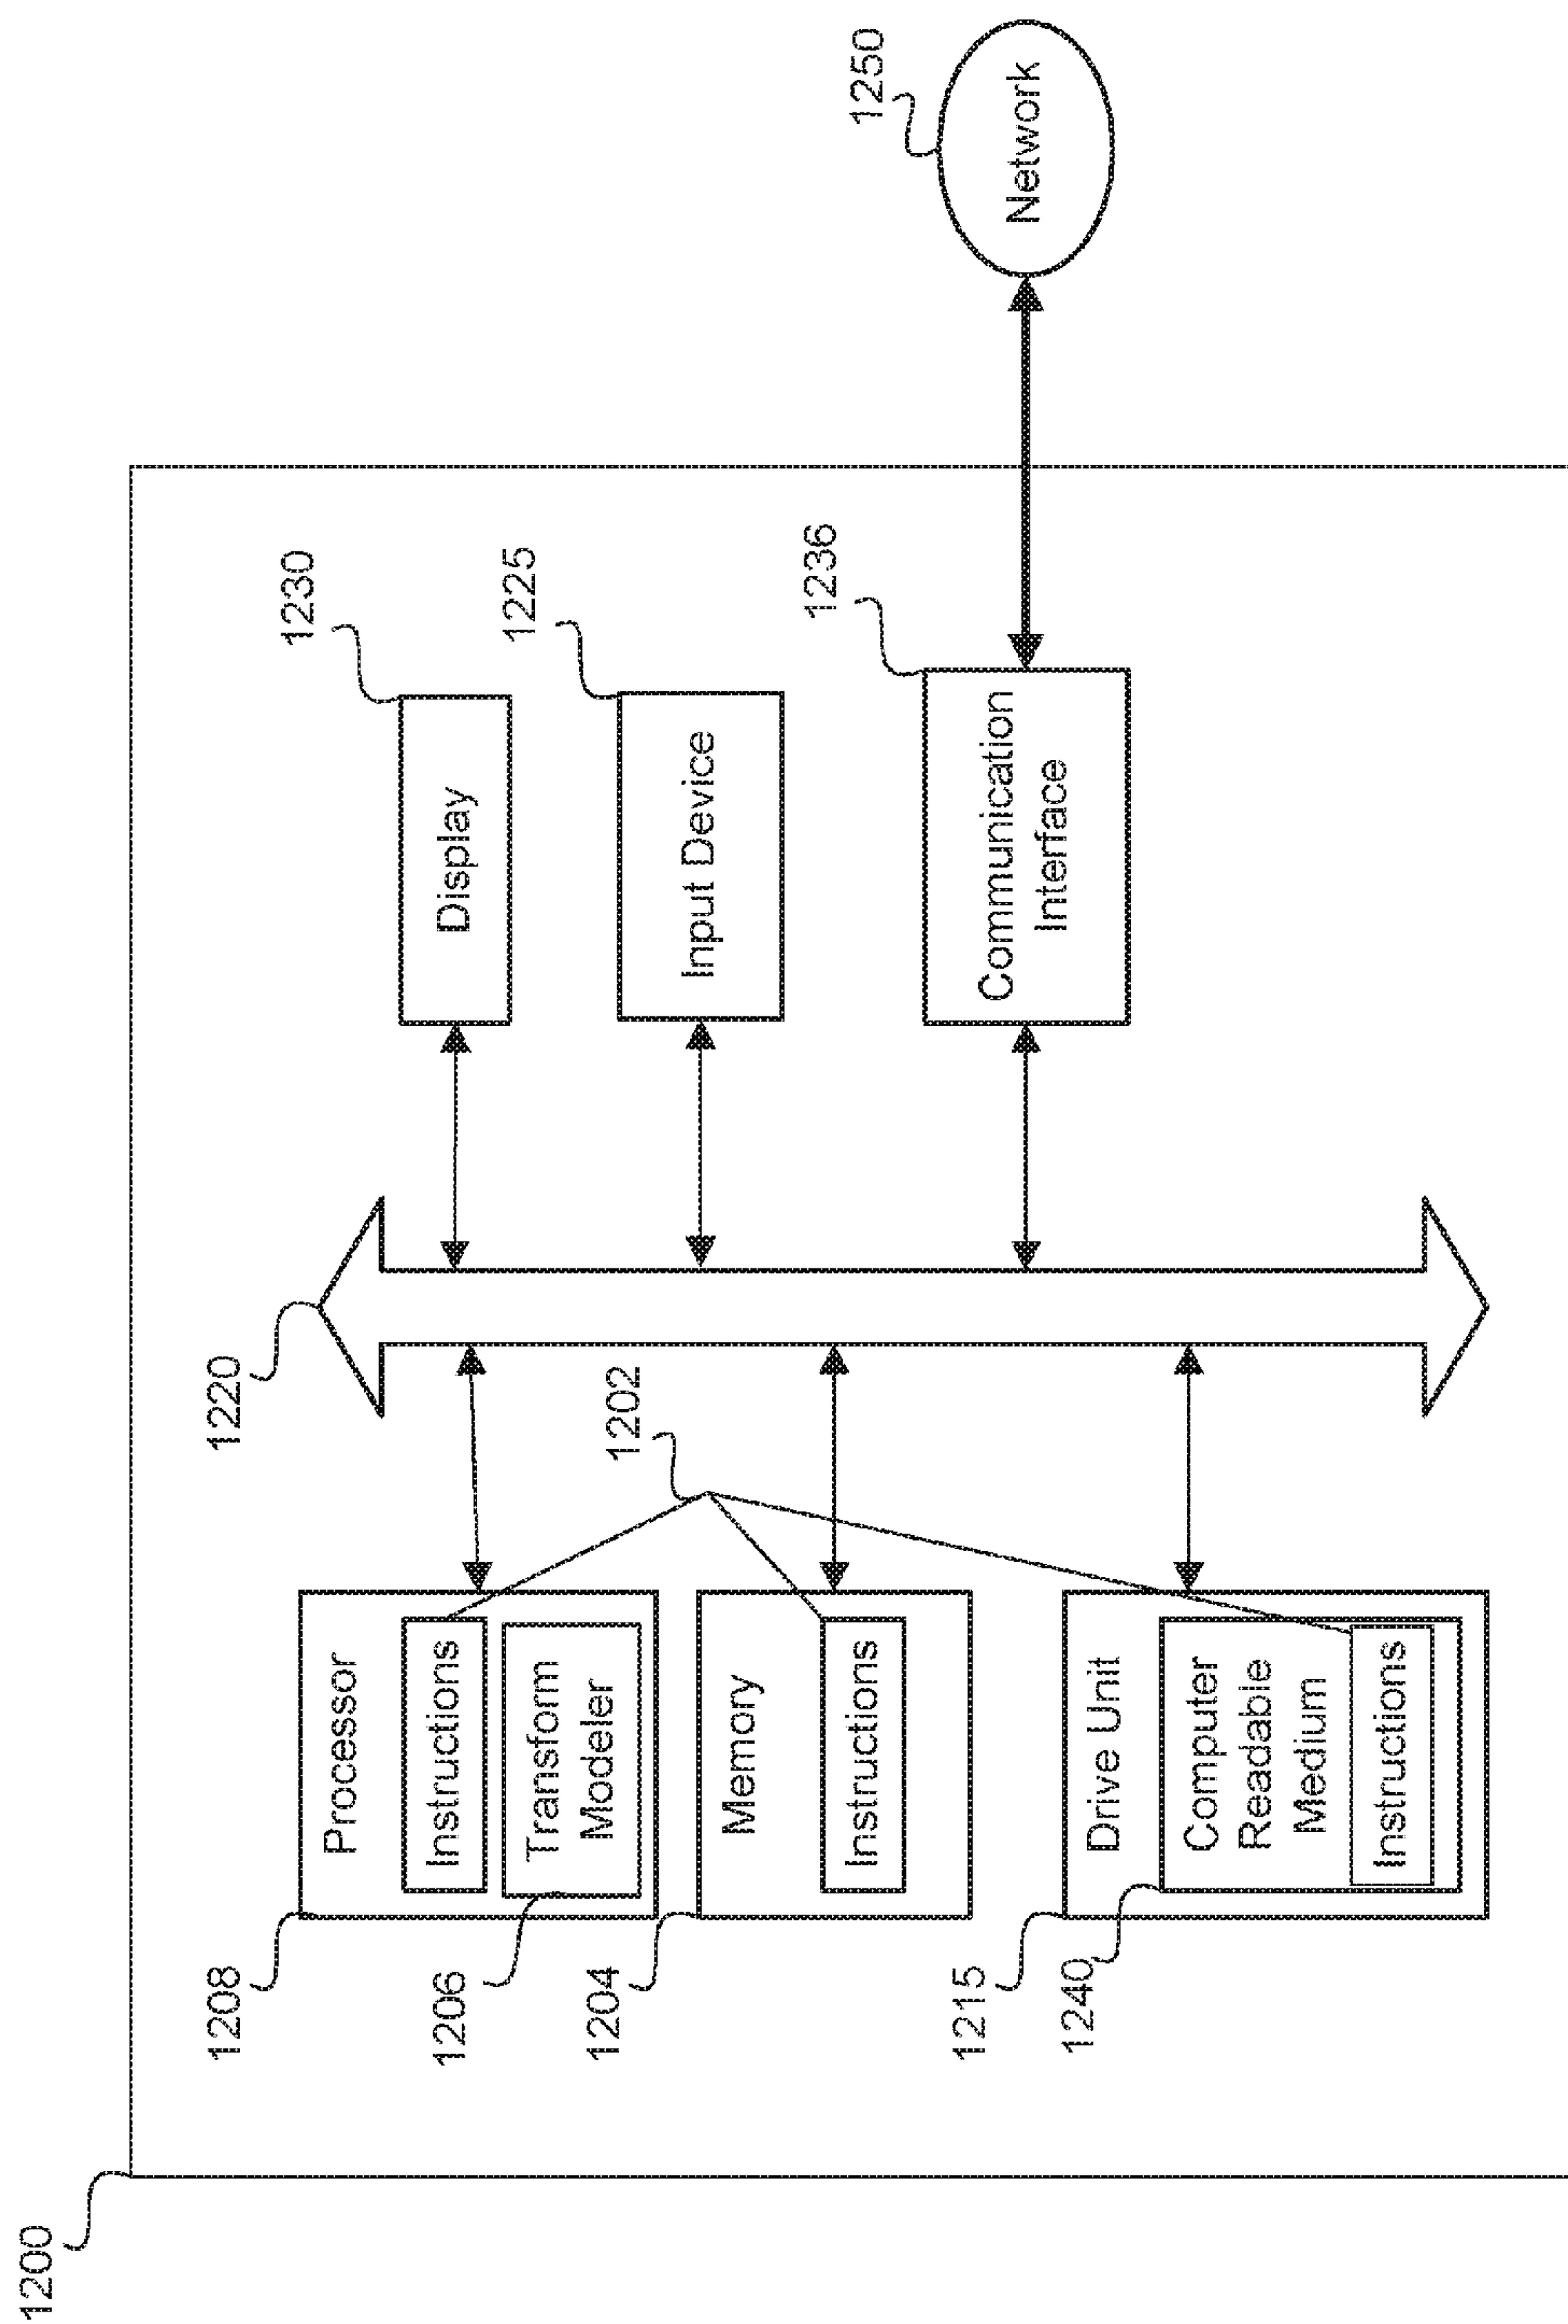 1200
1208
Processor
Instructions
Transform
Modeler
1206
1204
Memory
Instructions
1202
1215
Drive Unit
1240
Computer
Readable
Medium
Instructions
1220
1230
Display
1225
Input Device
1236
Communication
Interface
1250
Network